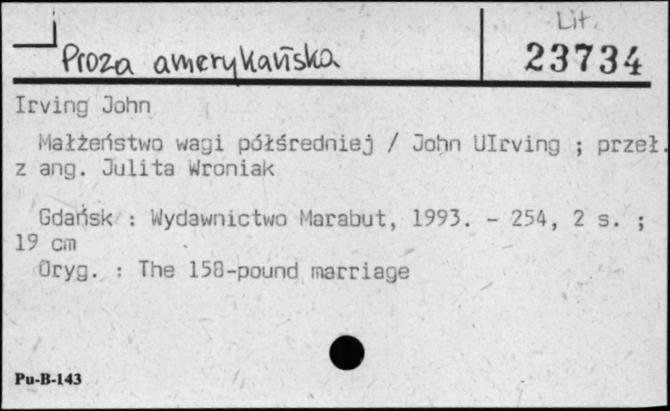 Lit.
Proza amerykańska
23734
Irving John
Małżeństwo wagi półśredniej / John UIrving ; przeł.
z ang. Julita Wroniak
Gdańsk : Wydawnictwo Marabut, 1993. - 254, 2 s. ;
19 cm
Oryg. : The 158-pound marriage
Pu-B-143